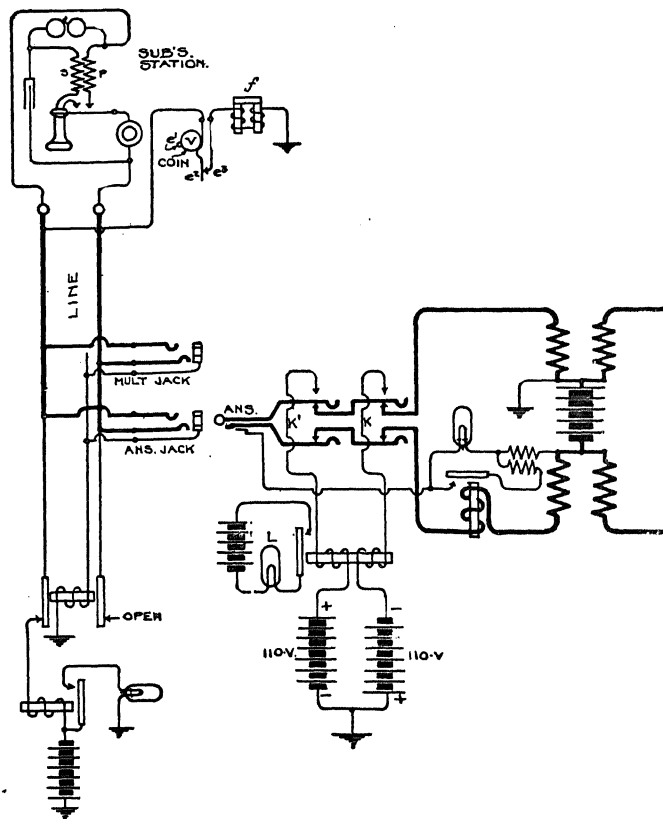 SUB'S.
STATION.
S P
f
e'
V
COIN
e² e³
LINE
MULT JACK
ANS.
K' K
ANS. JACK
L
OPEN
+ -
110-V. 110-V
- +